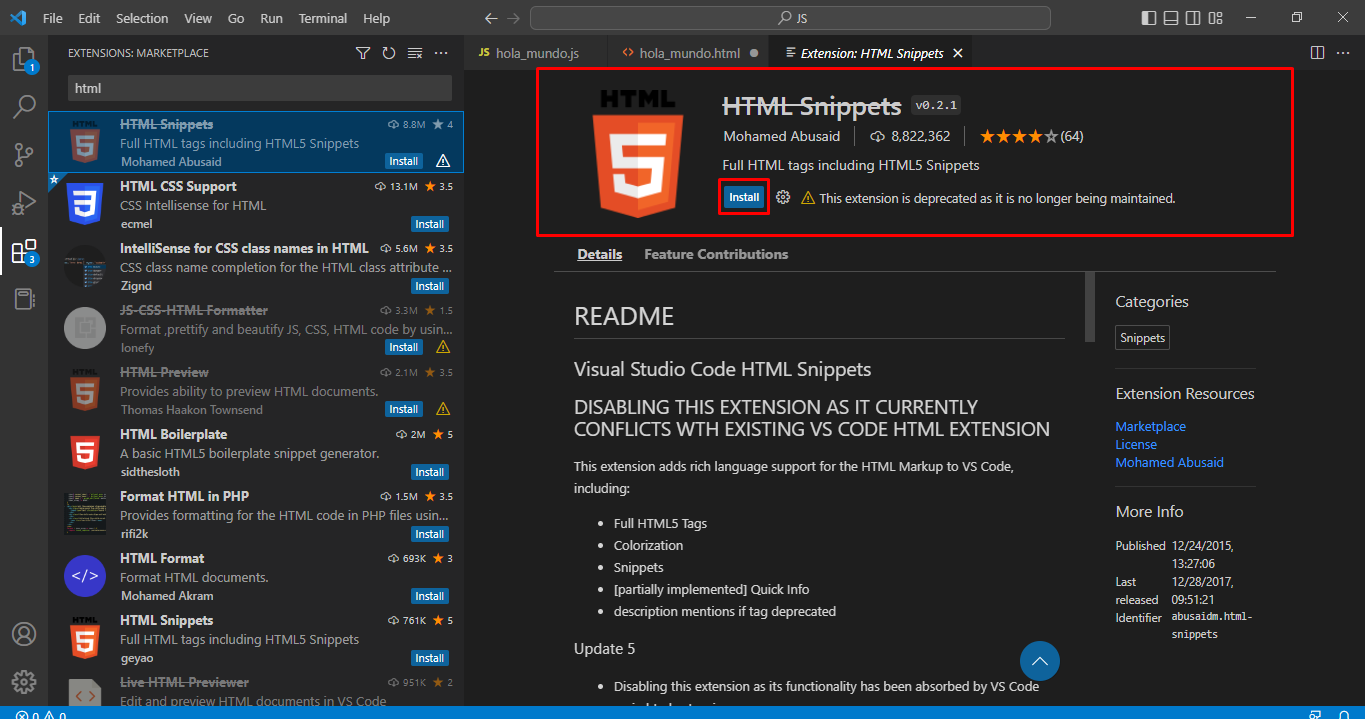 File Edit Selection View Go Run Terminal Help
JS
EXTENSIONS: MARKETPLACE
JS hola_mundo.js
hola_mundo.html
Extension: HTML Snippets
1
3
html
HTML Snippets 8.8M 4
Full HTML tags including HTML5 Snippets
Mohamed Abusaid Install
HTML CSS Support 13.1M 3.5
CSS Intellisense for HTML
ecmel Install
IntelliSense for CSS class names in HTML 5.6M 3.5
CSS class name completion for the HTML class attribute ...
Zignd Install
JS-CSS-HTML Formatter 3.3M 1.5
Format ,prettify and beautify JS, CSS, HTML code by usin...
lonefy Install
HTML Preview 2.1M 3.5
Provides ability to preview HTML documents.
Thomas Haakon Townsend Install
HTML Boilerplate 2M 5
A basic HTML5 boilerplate snippet generator.
sidthesloth Install
Format HTML in PHP 1.5M 3.5
Provides formatting for the HTML code in PHP files usin...
rifi2k Install
HTML Format 693K 3
Format HTML documents.
Mohamed Akram Install
HTML Snippets 761K 5
Full HTML tags including HTML5 Snippets
geyao Install
Live HTML Previewer 951K 2
Edit and preview HTML documents in VS Code
HTML
5
HTML Snippets v0.2.1
Mohamed Abusaid 8,822,362 (64)
Full HTML tags including HTML5 Snippets
Install This extension is deprecated as it is no longer being maintained.
Details Feature Contributions
README
Visual Studio Code HTML Snippets
DISABLING THIS EXTENSION AS IT CURRENTLY
CONFLICTS WTH EXISTING VS CODE HTML EXTENSION
This extension adds rich language support for the HTML Markup to VS Code,
including:
• Full HTML5 Tags
• Colorization
• Snippets
• [partially implemented] Quick Info
• description mentions if tag deprecated
Update 5
• Disabling this extension as its functionality has been absorbed by VS Code
Categories
Snippets
Extension Resources
Marketplace
License
Mohamed Abusaid
More Info
Published 12/24/2015,
13:27:06
Last 12/28/2017,
released 09:51:21
Identifier abusaidm.html-
snippets
0 0